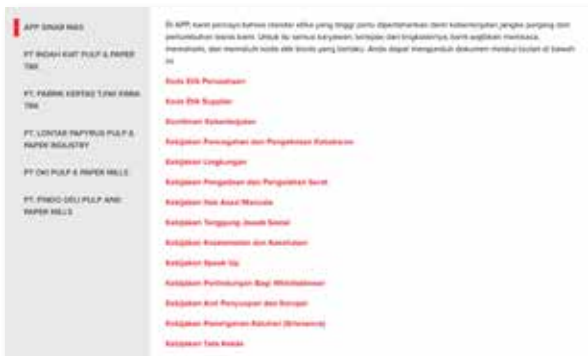 APP SINAR MAS
PT INDAH KIAT PULP & PAPER
TBK
PT. PABRIK KERTAS TJIWI KIMIA
TBK
PT. LONTAR PAPYRUS PULP &
PAPER INDUSTRY
PT OKI PULP & PAPER MILLS
PT. PINDO DELI PULP AND
PAPER MILLS
Di APP, kami percaya bahwa standar etika yang tinggi perlu dipertahankan demi keberlanjutan jangka panjang dan
pertumbuhan bisnis kami. Untuk itu semua karyawan, terlepas dari tingkatannya, kami wajibkan membaca,
memahami, dan mematuhi kode etik bisnis yang berlaku. Anda dapat mengunduh dokumen melalui tautan di bawah
ini
Kode Etik Perusahaan
Kode Etik Supplier
Komitmen Keberlanjutan
Kebijakan Pencegahan dan Pengelolaan Kebakaran
Kebijakan Lingkungan
Kebijakan Pengadaan dan Pengolahan Serat
Kebijakan Hak Asasi Manusia
Kebijakan Tanggung Jawab Sosial
Kebijakan Keselamatan dan Kesehatan
Kebijakan Speak Up
Kebijakan Perlindungan Bagi Whistleblower
Kebijakan Anti Penyuapan dan Korupsi
Kebijakan Penanganan Keluhan (Grievance)
Kebijakan Tata Kelola